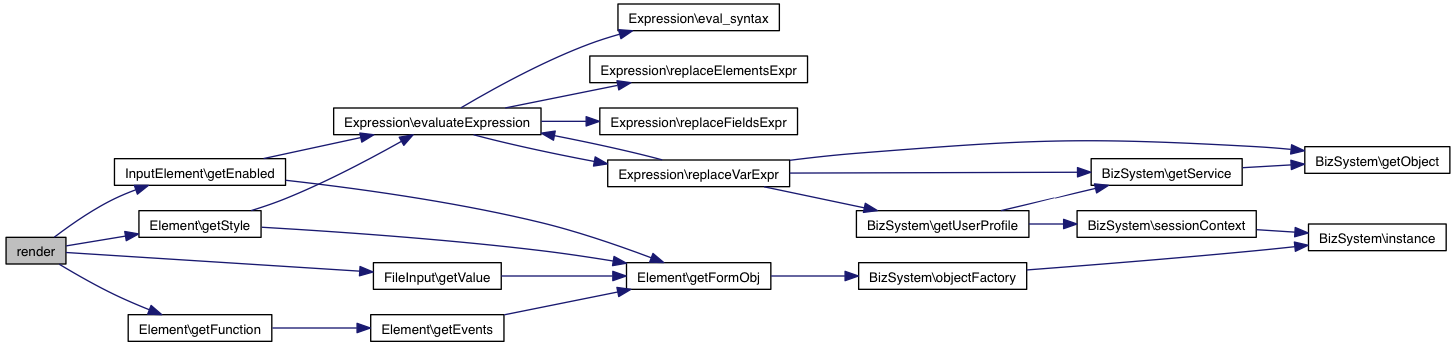 Expression\eval_syntax
Expression\replaceElementsExpr
Expression\evaluateExpression
Expression\replaceFieldsExpr
InputElement\getEnabled
Expression\replaceVarExpr
BizSystem\getService
BizSystem\getObject
Element\getStyle
BizSystem\getUserProfile
BizSystem\sessionContext
BizSystem\instance
render
FileInput\getValue
Element\getFormObj
BizSystem\objectFactory
Element\getFunction
Element\getEvents